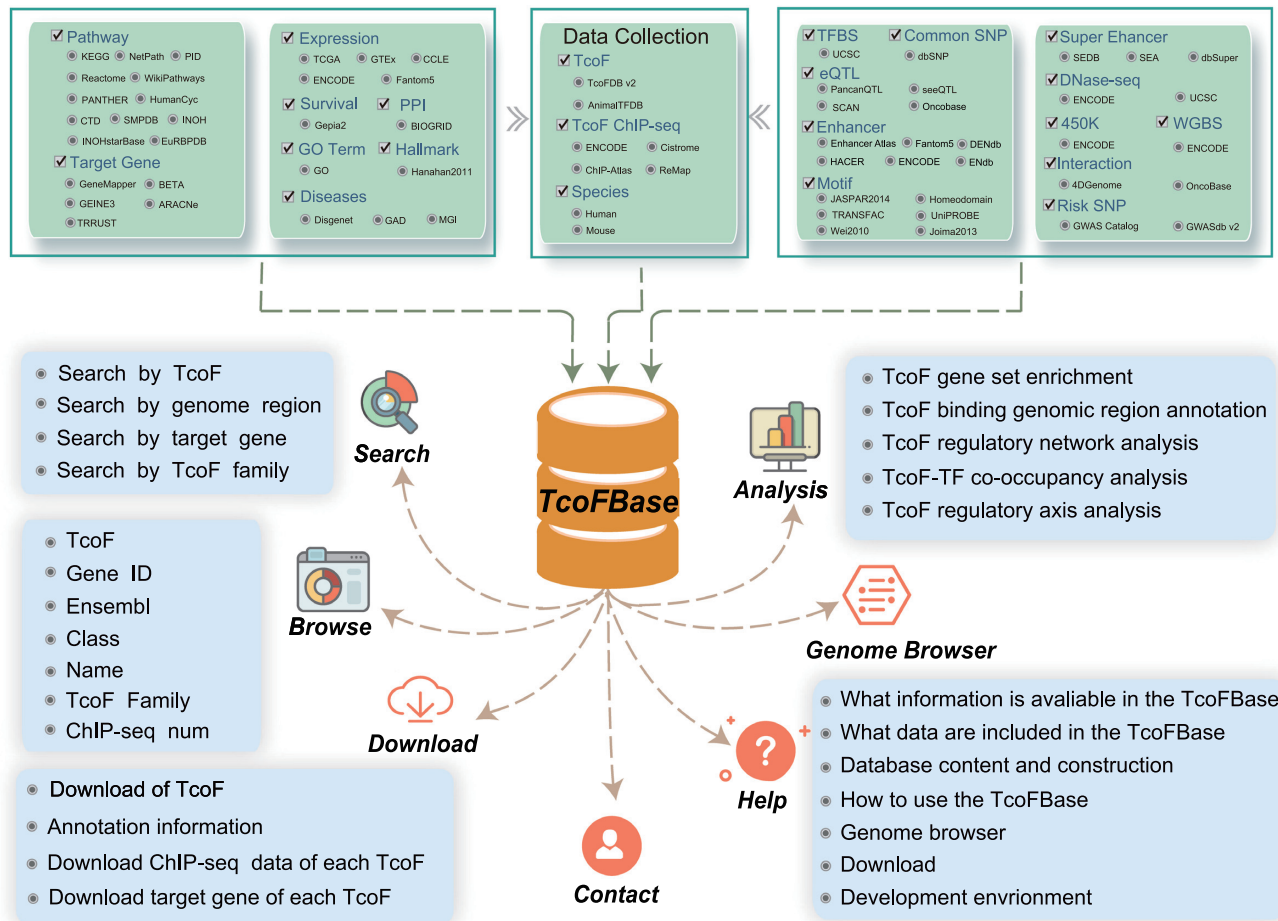 Pathway
KEGG NetPath PID
Reactome WikiPathways
PANTHER HumanCyc
CTD SMPDB INOH
INOHstarBase EuRBPDB
Target Gene
GeneMapper BETA
GEINE3 ARACNe
TRRUST
Expression
TCGA GTEx CCLE
ENCODE Fantom5
Survival PPI
Gepia2 BIOGRID
GO Term Hallmark
GO Hanahan2011
Diseases
Disgenet GAD MGI
Data Collection
TcoF
TcoFDB v2
AnimalTFDB
TcoF ChIP-seq
ENCODE Cistrome
ChIP-Atlas ReMap
Species
Human
Mouse
TFBS Common SNP
UCSC dbSNP
eQTL
PancanQTL seeQTL
SCAN Oncobase
Enhancer
Enhancer Atlas Fantom5 DENdb
HACER ENCODE ENdb
Motif
JASPAR2014 Homeodomain
TRANSFAC UniPROBE
Wei2010 Joima2013
Super Ehancer
SEDB SEA dbSuper
DNase-seq
ENCODE UCSC
450K WGBS
ENCODE ENCODE
Interaction
4DGenome OncoBase
Risk SNP
GWAS Catalog GWASdb v2
Search by TcoF
Search by genome region
Search by target gene
Search by TcoF family
Search
TcoFBase
Analysis
TcoF gene set enrichment
TcoF binding genomic region annotation
TcoF regulatory network analysis
TcoF-TF co-occupancy analysis
TcoF regulatory axis analysis
TcoF
Gene ID
Ensembl
Class
Name
TcoF Family
ChIP-seq num
Browse
Genome Browser
Download
Download of TcoF
Annotation information
Download ChIP-seq data of each TcoF
Download target gene of each TcoF
Contact
?
Help
What information is avaliable in the TcoFBase
What data are included in the TcoFBase
Database content and construction
How to use the TcoFBase
Genome browser
Download
Development envrionment